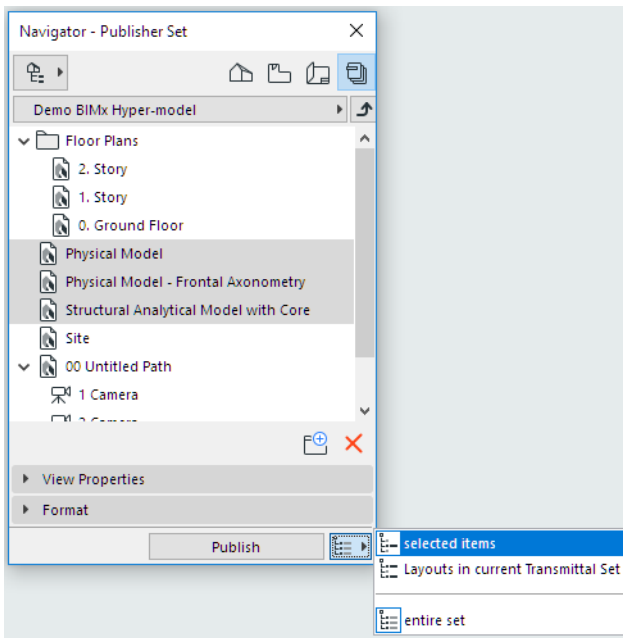 Navigator - Publisher Set
Demo BIMx Hyper-model
Floor Plans
2. Story
1. Story
0. Ground Floor
Physical Model
Physical Model - Frontal Axonometry
Structural Analytical Model with Core
Site
00 Untitled Path
1 Camera
2 Camera
View Properties
Format
Publish
selected items
Layouts in current Transmittal Set
entire set